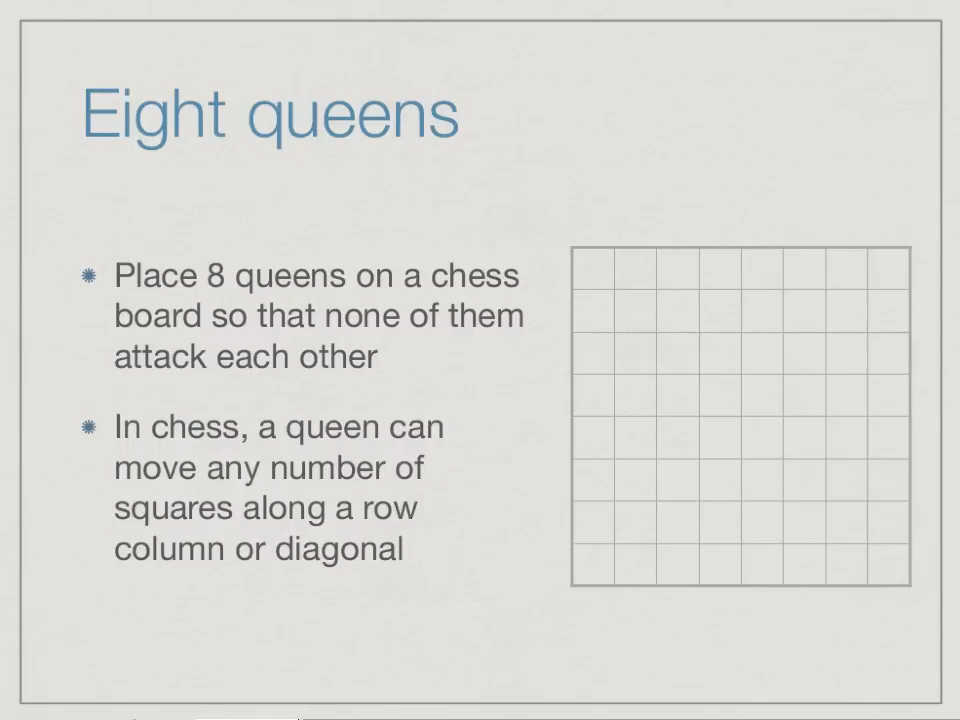 Eight queens
Place 8 queens on a chess
board so that none of them
attack each other
In chess, a queen can
move any number of
squares along a row
column or diagonal